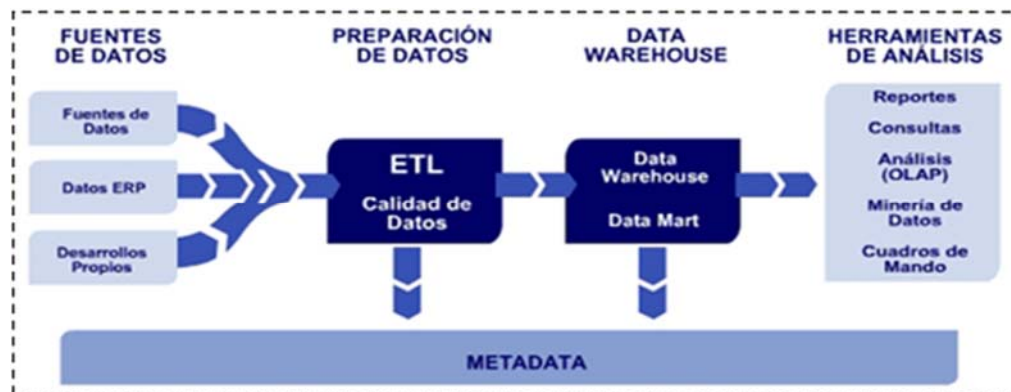 FUENTES
DE DATOS
PREPARACIÓN
DE DATOS
DATA
WAREHOUSE
HERRAMIENTAS
DE ANÁLISIS
Fuentes de
Datos
Datos ERP
Desarrollos
Propios
ETL
Calidad de
Datos
Data
Warehouse
Data Mart
Reportes
Consultas
Análisis
(OLAP)
Minería de
Datos
Cuadros de
Mando
METADATA